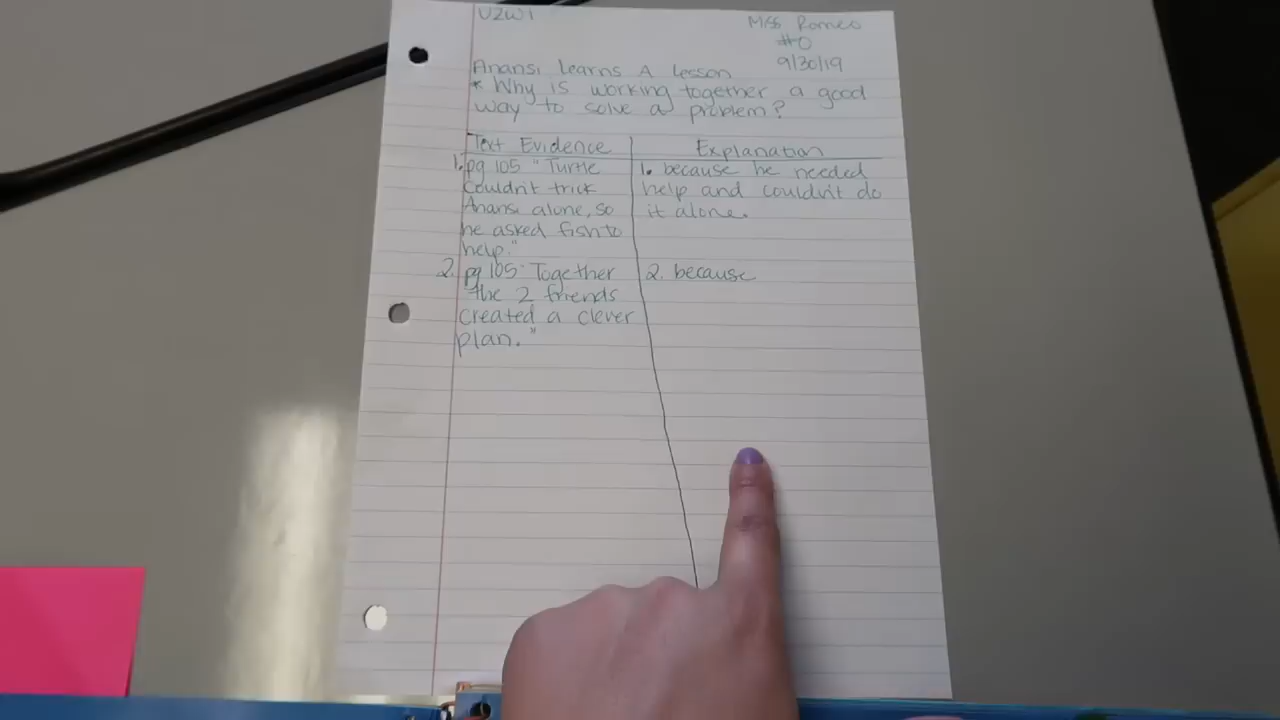 U2W1
Miss Romeo
#0
9/30/19
Anansi Learns A Lesson
* Why is working together a good
way to solve a problem?
Text Evidence
1. pg 105 "Turtle
couldn't trick
Anansi alone, so
he asked fish to
help."
2. pg 105 "Together
the 2 friends
created a clever
plan."
Explanation
1. because he needed
help and couldn't do
it alone.
2. because